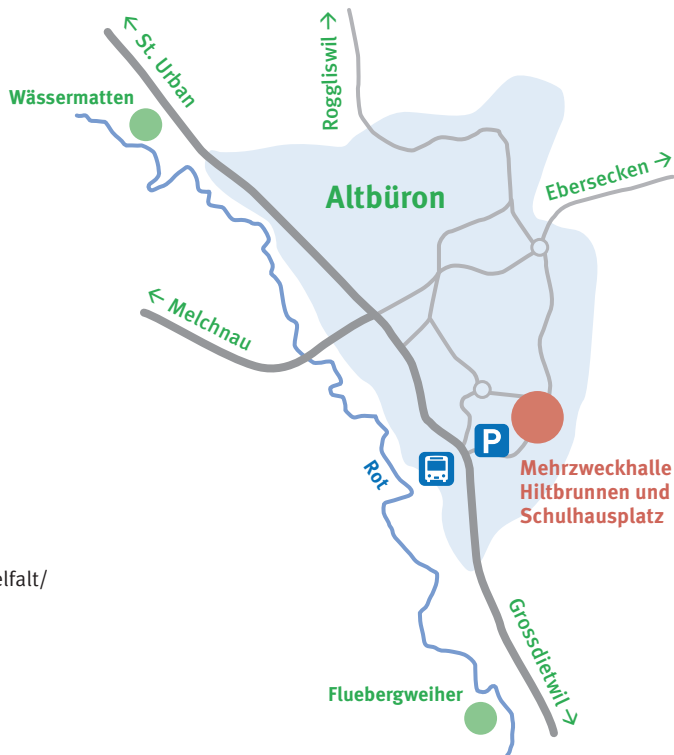 ← St. Urban
Roggliswil →
Wässermatten
Ebersecken →
Altbüron
← Melchnau
P
Rot
Mehrzweckhalle
Hiltbrunnen und
Schulhausplatz
elfalt/
Grossdietwil →
Fluebergweiher